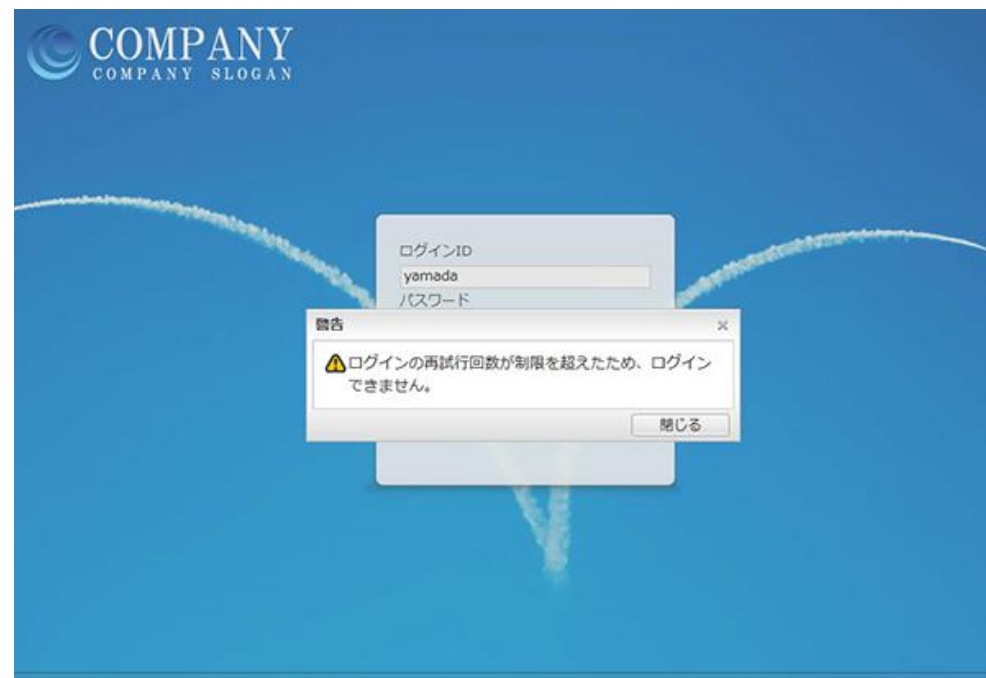 COMPANY
COMPANY SLOGAN
ログインID
yamada
パスワード
警告
ログインの再試行回数が制限を超えたため、ログイン
できません。
閉じる